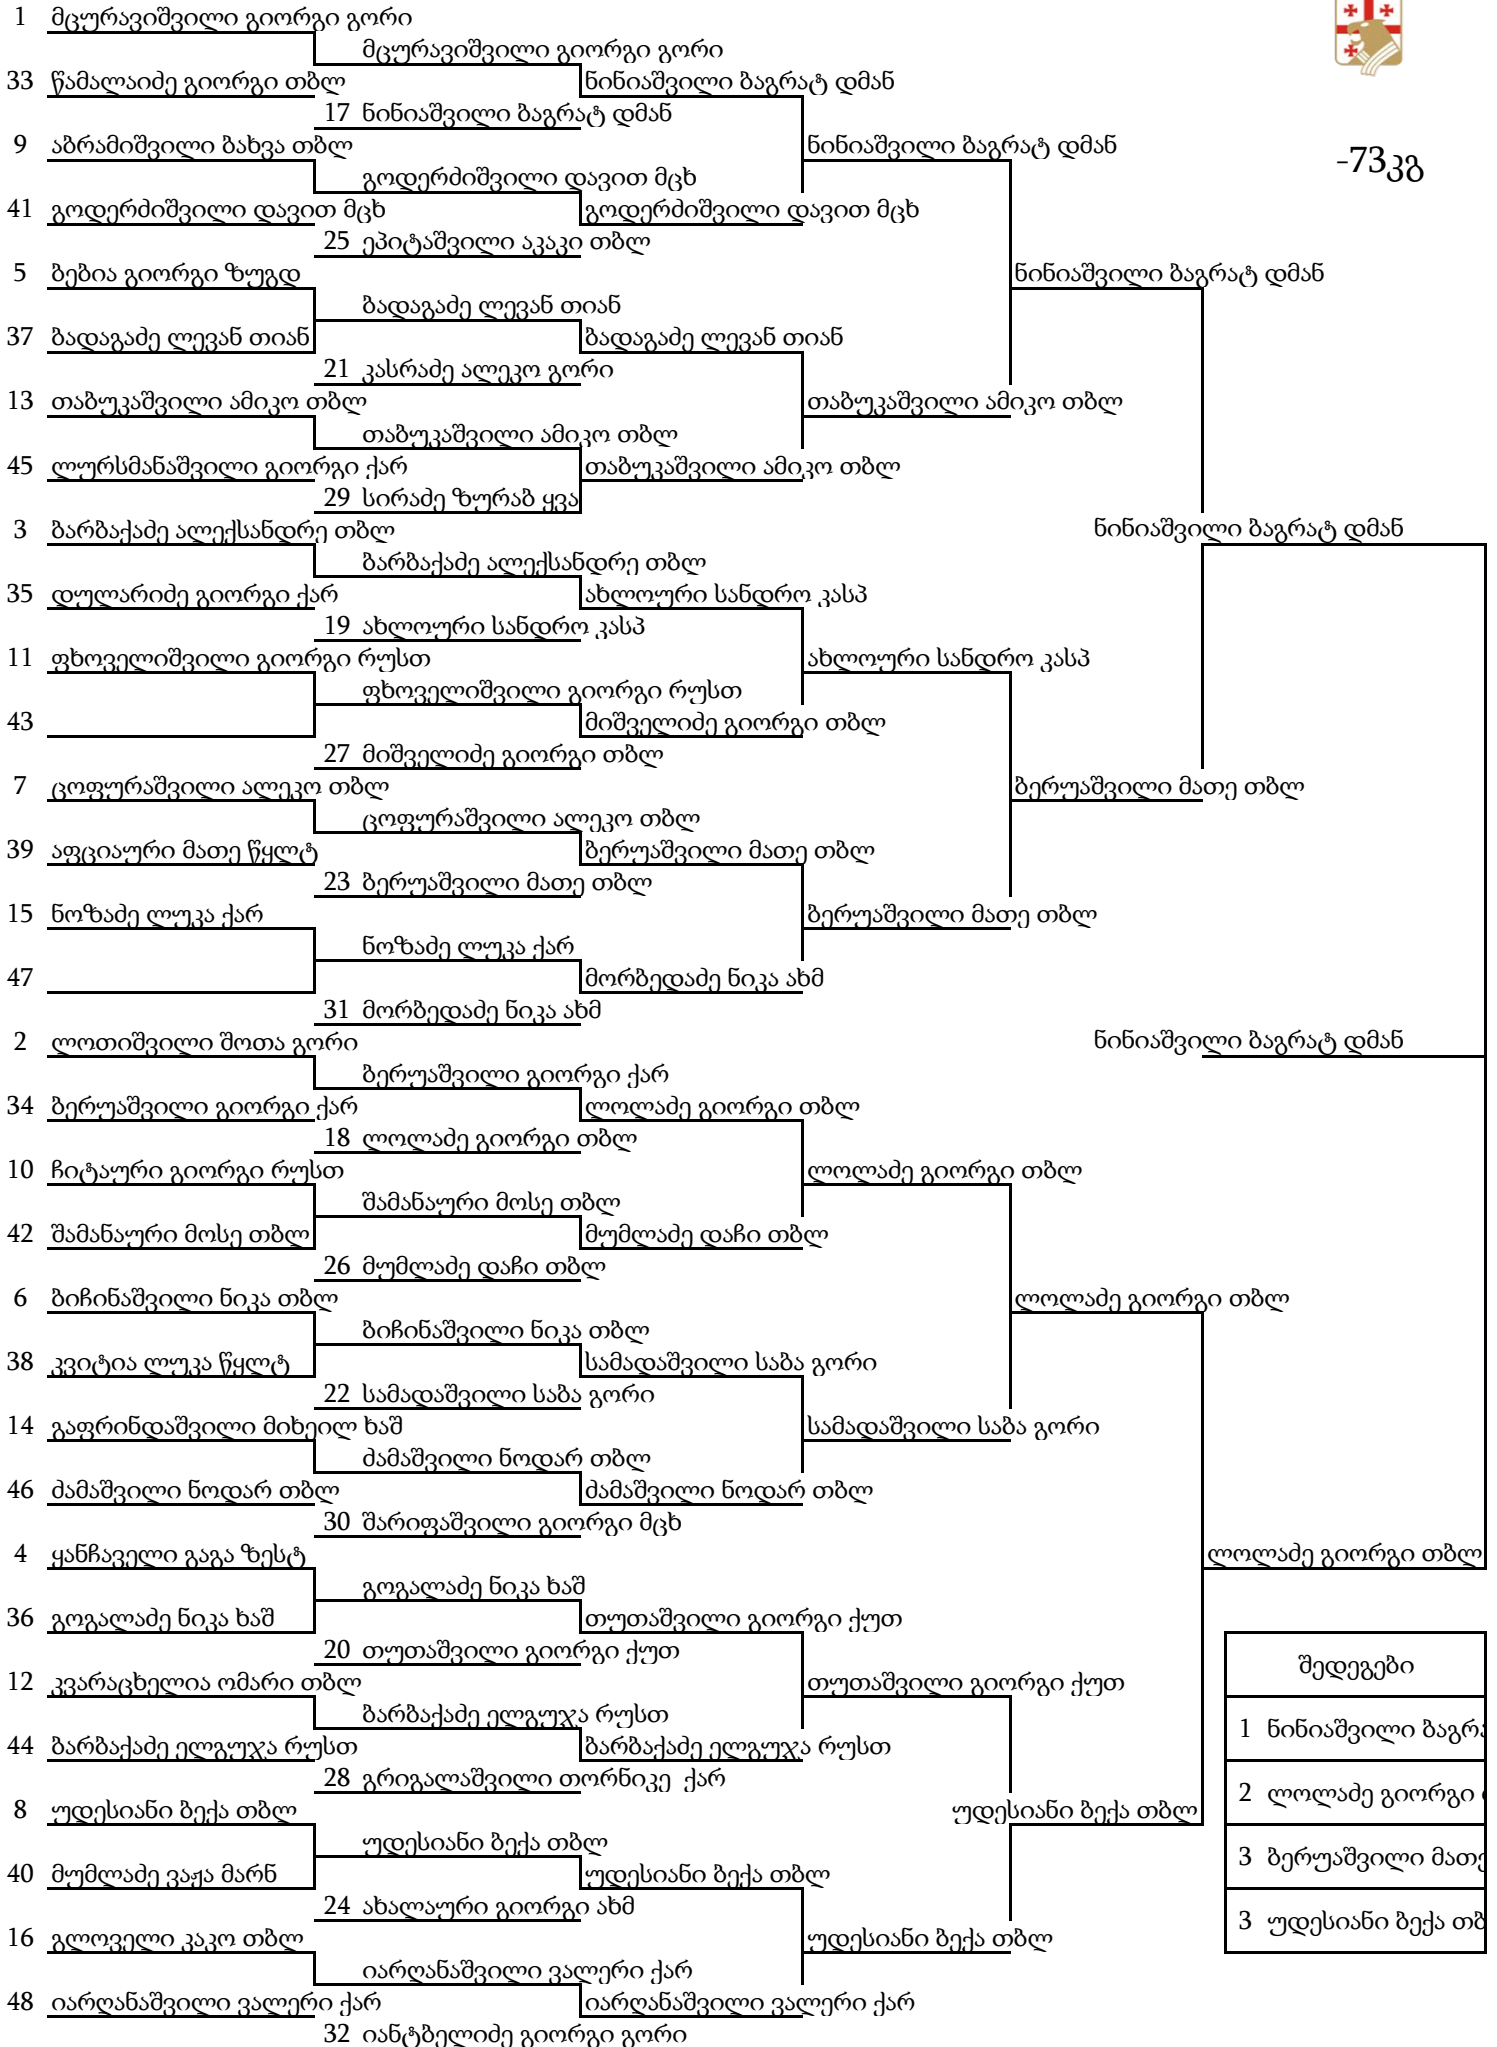 1 მცურავიშვილი გიორგი გორი
მცურავიშვილი გიორგი გორი
33 წამალაიძე გიორგი თბლ
ნინიაშვილი ბაგრატ დმან
17 ნინიაშვილი ბაგრატ დმან
9 აბრამიშვილი ბახვა თბლ
ნინიაშვილი ბაგრატ დმან
-73კგ
გოდერძიშვილი დავით მცხ
41 გოდერძიშვილი დავით მცხ
გოდერძიშვილი დავით მცხ
25 ეპიტაშვილი აკაკი თბლ
5 ბებია გიორგი ზუგდ
ნინიაშვილი ბაგრატ დმან
ბადაგაძე ლევან თიან
37 ბადაგაძე ლევან თიან
ბადაგაძე ლევან თიან
21 კასრაძე ალეკო გორი
13 თაბუკაშვილი ამიკო თბლ
თაბუკაშვილი ამიკო თბლ
თაბუკაშვილი ამიკო თბლ
45 ლურსმანაშვილი გიორგი ქარ
თაბუკაშვილი ამიკო თბლ
29 სირაძე ზურაბ ყვა
3 ბარბაქაძე ალექსანდრე თბლ
ნინიაშვილი ბაგრატ დმან
ბარბაქაძე ალექსანდრე თბლ
35 დულარიძე გიორგი ქარ
ახლოური სანდრო კასპ
19 ახლოური სანდრო კასპ
11 ფხოველიშვილი გიორგი რუსთ
ახლოური სანდრო კასპ
ფხოველიშვილი გიორგი რუსთ
43
მიშველიძე გიორგი თბლ
27 მიშველიძე გიორგი თბლ
7 ცოფურაშვილი ალეკო თბლ
ბერუაშვილი მათე თბლ
ცოფურაშვილი ალეკო თბლ
39 აფციაური მათე წყლტ
ბერუაშვილი მათე თბლ
23 ბერუაშვილი მათე თბლ
15 ნოზაძე ლუკა ქარ
ბერუაშვილი მათე თბლ
ნოზაძე ლუკა ქარ
47
მორბედაძე ნიკა ახმ
31 მორბედაძე ნიკა ახმ
2 ლოთიშვილი შოთა გორი
ნინიაშვილი ბაგრატ დმან
ბერუაშვილი გიორგი ქარ
34 ბერუაშვილი გიორგი ქარ
ლოლაძე გიორგი თბლ
18 ლოლაძე გიორგი თბლ
10 ჩიტაური გიორგი რუსთ
ლოლაძე გიორგი თბლ
შამანაური მოსე თბლ
42 შამანაური მოსე თბლ
მუმლაძე დაჩი თბლ
26 მუმლაძე დაჩი თბლ
6 ბიჩინაშვილი ნიკა თბლ
ლოლაძე გიორგი თბლ
ბიჩინაშვილი ნიკა თბლ
38 კვიტია ლუკა წყლტ
სამადაშვილი საბა გორი
22 სამადაშვილი საბა გორი
14 გაფრინდაშვილი მიხეილ ხაშ
სამადაშვილი საბა გორი
ძამაშვილი ნოდარ თბლ
46 ძამაშვილი ნოდარ თბლ
ძამაშვილი ნოდარ თბლ
30 შარიფაშვილი გიორგი მცხ
4 ყანჩაველი გაგა ზესტ
ლოლაძე გიორგი თბლ
გოგალაძე ნიკა ხაშ
36 გოგალაძე ნიკა ხაშ
თუთაშვილი გიორგი ქუთ
20 თუთაშვილი გიორგი ქუთ
შედეგები
12 კვარაცხელია ომარი თბლ
თუთაშვილი გიორგი ქუთ
ბარბაქაძე ელგუჯა რუსთ
1 ნინიაშვილი ბაგრა
44 ბარბაქაძე ელგუჯა რუსთ
ბარბაქაძე ელგუჯა რუსთ
28 გრიგალაშვილი თორნიკე ქარ
2 ლოლაძე გიორგი
8 უდესიანი ბექა თბლ
უდესიანი ბექა თბლ
უდესიანი ბექა თბლ
3 ბერუაშვილი მათე
40 მუმლაძე ვაჟა მარნ
უდესიანი ბექა თბლ
24 ახალაური გიორგი ახმ
3 უდესიანი ბექა თბ
16 გლოველი კაკო თბლ
უდესიანი ბექა თბლ
იარღანაშვილი ვალერი ქარ
48 იარღანაშვილი ვალერი ქარ
იარღანაშვილი ვალერი ქარ
32 იანტბელიძე გიორგი გორი